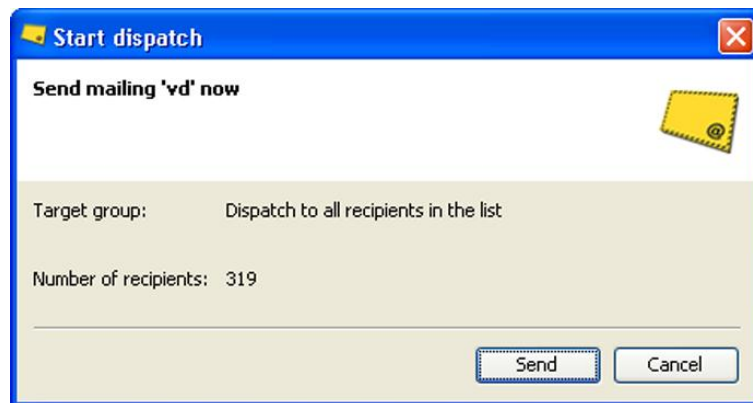 Start dispatch
Send mailing 'vd' now
@
Target group: Dispatch to all recipients in the list
Number of recipients: 319
Send Cancel